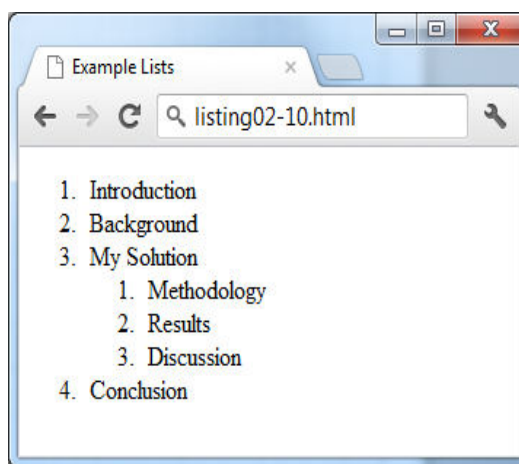 Example Lists
listing02-10.html
1. Introduction
2. Background
3. My Solution
1. Methodology
2. Results
3. Discussion
4. Conclusion